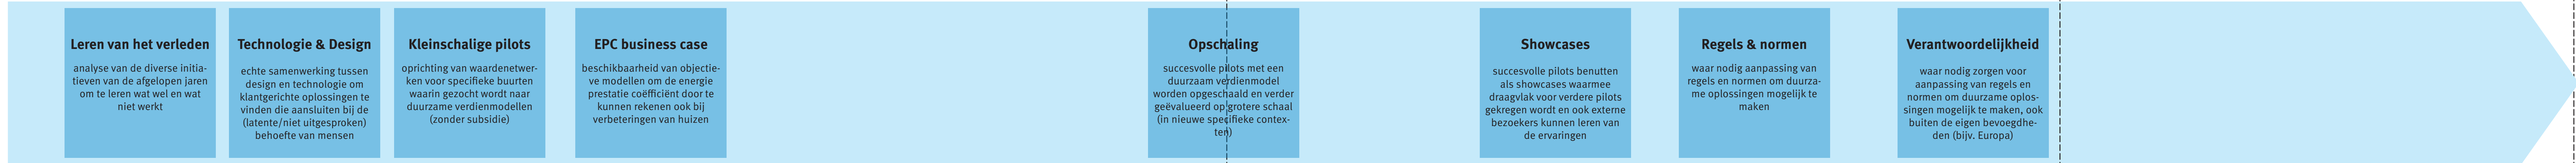 Leren van het verleden
analyse van de diverse initia-
tieven van de afgelopen jaren
om te leren wat wel en wat
niet werkt
Technologie & Design
echte samenwerking tussen
design en technologie om
klantgerichte oplossingen te
vinden die aansluiten bij de
(latente/niet uitgesproken)
behoefte van mensen
Kleinschalige pilots
oprichting van waardenetwer-
ken voor specifieke buurten
waarin gezocht wordt naar
duurzame verdienmodellen
(zonder subsidie)
EPC business case
beschikbaarheid van objectie-
ve modellen om de energie
prestatie coëfficiënt door te
kunnen rekenen ook bij
verbeteringen van huizen
Opschaling
succesvolle pilots met een
duurzaam verdienmodel
worden opgeschaald en verder
geëvalueerd op grotere schaal
(in nieuwe specifieke contex-
ten)
Showcases
succesvolle pilots benutten
als showcases waarmee
draagvlak voor verdere pilots
gekregen wordt en ook externe
bezoekers kunnen leren van
de ervaringen
Regels & normen
waar nodig aanpassing van
regels en normen om duurza-
me oplossingen mogelijk te
maken
Verantwoordelijkheid
waar nodig zorgen voor
aanpassing van regels en
normen om duurzame oplos-
singen mogelijk te maken, ook
buiten de eigen bevoegdhe-
den (bijv. Europa)